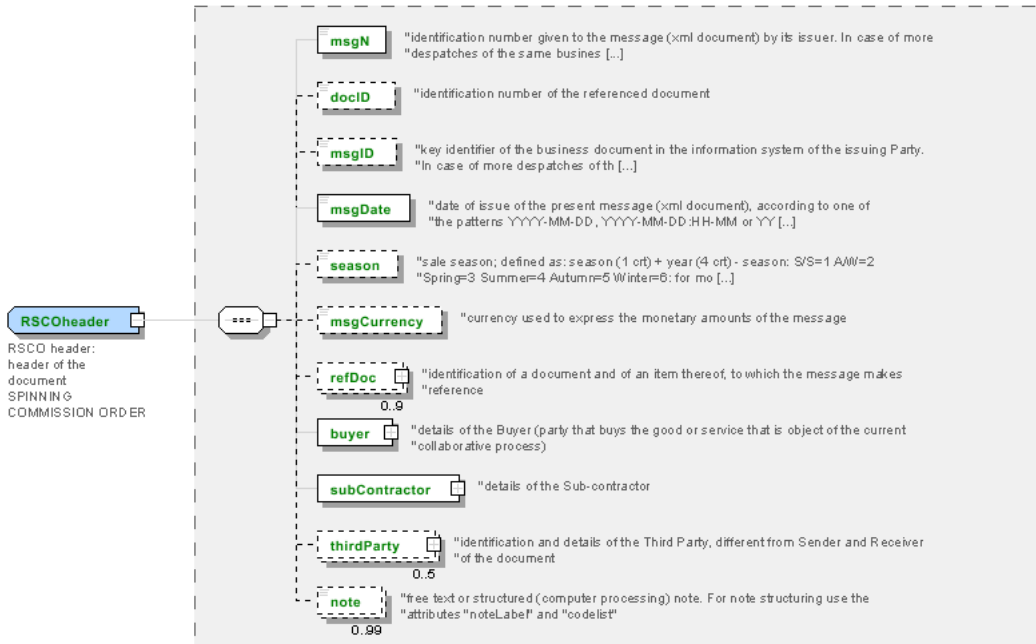 msgN
"identification number given to the message (xml document) by its issuer. In case of more
"despatches of the same busines [...]
docID
"identification number of the referenced document
msgID
"key identifier of the business document in the information system of the issuing Party.
"In case of more despatches of th [...]
msgDate
"date of issue of the present message (xml document), according to one of
"the patterns YYYY-MM-DD, YYYY-MM-DD:HH-MM or YY [...]
season
"sale season; defined as: season (1 crt) + year (4 crt) - season: S/S=1 A/W=2
"Spring=3 Summer=4 Autumn=5 Winter=6: for mo [...]
RSCOheader
RSCO header:
header of the
document
SPINNING
COMMISSION ORDER
msgCurrency
"currency used to express the monetary amounts of the message
refDoc
0..9
"identification of a document and of an item thereof, to which the message makes
"reference
buyer
"details of the Buyer (party that buys the good or service that is object of the current
"collaborative process)
subContractor
"details of the Sub-contractor
thirdParty
0..5
"identification and details of the Third Party, different from Sender and Receiver
"of the document
note
0..99
"free text or structured (computer processing) note. For note structuring use the
"attributes "noteLabel" and "codelist"